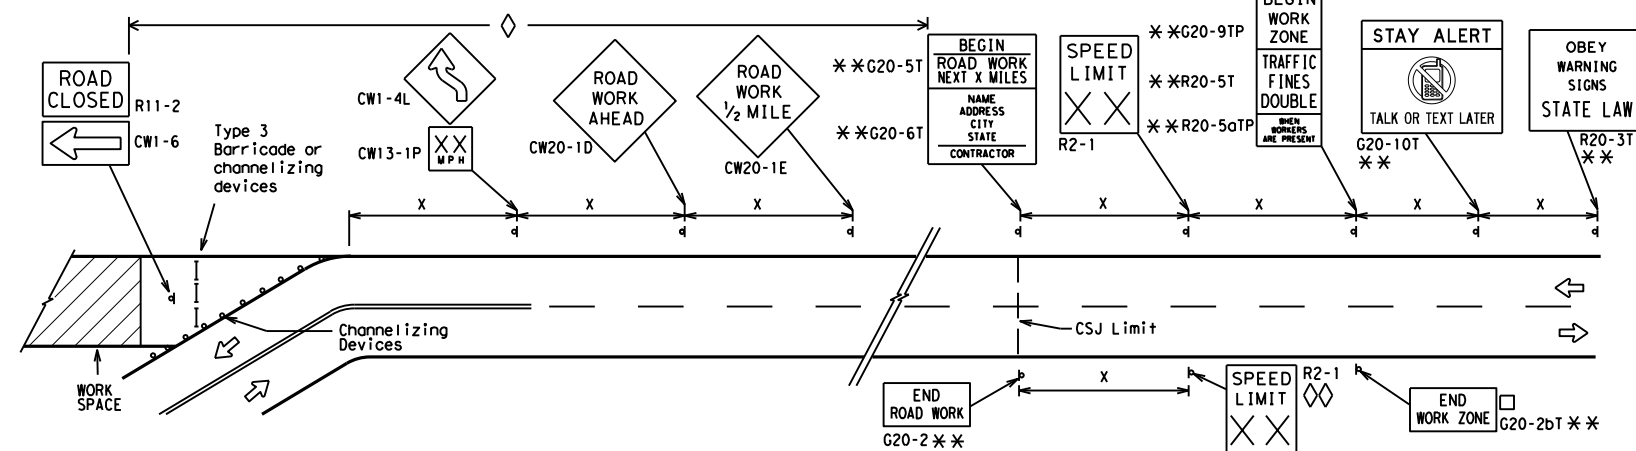 ROAD
CLOSED
R11-2
CW1-6
Type 3
Barricade or
channelizing
devices
CW1-4L
XX
MPH
CW13-1P
ROAD
WORK
AHEAD
CW20-1D
ROAD
WORK
1/2 MILE
CW20-1E
**G20-5T
**G20-6T
BEGIN
ROAD WORK
NEXT X MILES
NAME
ADDRESS
CITY
STATE
CONTRACTOR
SPEED
LIMIT
XX
R2-1
**G20-9TP
**R20-5T
**R20-5aTP
BEGIN
WORK
ZONE
TRAFFIC
FINES
DOUBLE
WHEN
WORKERS
ARE PRESENT
STAY ALERT
TALK OR TEXT LATER
G20-10T
**
OBEY
WARNING
SIGNS
STATE LAW
R20-3T
**
X
X
X
X
X
X
X
Channelizing
Devices
WORK
SPACE
CSJ Limit
END
ROAD WORK
G20-2**
X
SPEED
LIMIT
XX
R2-1
END
WORK ZONE
G20-2bT**